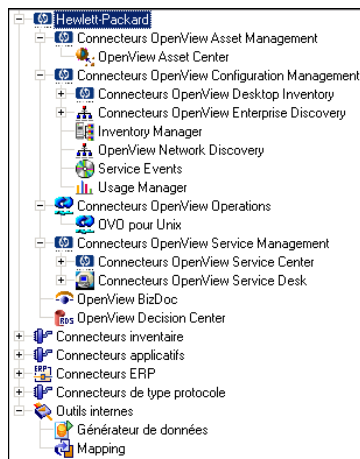 Hewlett-Packard
Connecteurs OpenView Asset Management
OpenView Asset Center
Connecteurs OpenView Configuration Management
Connecteurs OpenView Desktop Inventory
Connecteurs OpenView Enterprise Discovery
Inventory Manager
OpenView Network Discovery
Service Events
Usage Manager
Connecteurs OpenView Operations
OVO pour Unix
Connecteurs OpenView Service Management
Connecteurs OpenView Service Center
Connecteurs OpenView Service Desk
OpenView BizDoc
RDS OpenView Decision Center
Connecteurs inventaire
Connecteurs applicatifs
ERP Connecteurs ERP
Connecteurs de type protocole
Outils internes
Générateur de données
Mapping